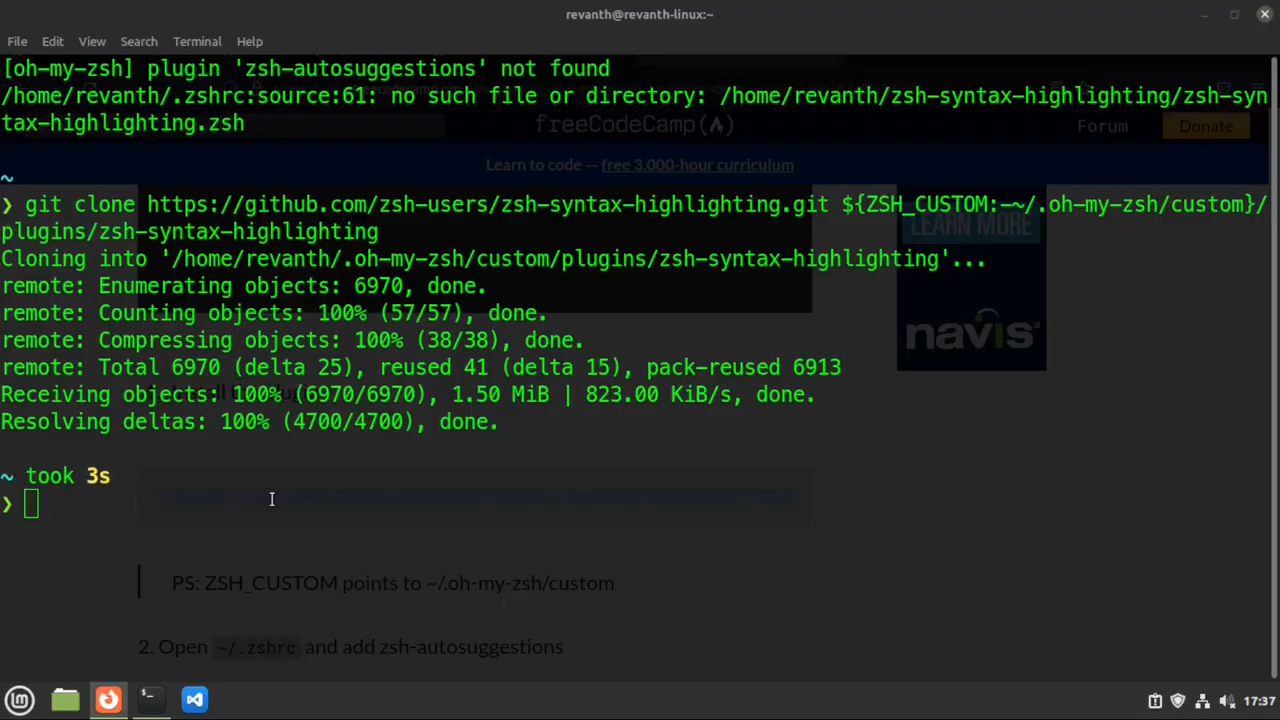 revanth@revanth-linux:~
File Edit View Search Terminal Help
[oh-my-zsh] plugin 'zsh-autosuggestions' not found
/home/revanth/.zshrc:source:61: no such file or directory: /home/revanth/zsh-syntax-highlighting/zsh-syn
tax-highlighting.zsh
freeCodeCamp(🔥)
Forum
Donate
Learn to code — free 3,000-hour curriculum
~
❯ git clone https://github.com/zsh-users/zsh-syntax-highlighting.git ${ZSH_CUSTOM:-~/.oh-my-zsh/custom}/
plugins/zsh-syntax-highlighting
LEARN MORE
Cloning into '/home/revanth/.oh-my-zsh/custom/plugins/zsh-syntax-highlighting'...
remote: Enumerating objects: 6970, done.
remote: Counting objects: 100% (57/57), done.
remote: Compressing objects: 100% (38/38), done.
navis
remote: Total 6970 (delta 25), reused 41 (delta 15), pack-reused 6913
Receiving objects: 100% (6970/6970), 1.50 MiB | 823.00 KiB/s, done.
Resolving deltas: 100% (4700/4700), done.
~ took 3s
❯
PS: ZSH_CUSTOM points to ~/.oh-my-zsh/custom
2. Open ~/.zshrc and add zsh-autosuggestions
17:37